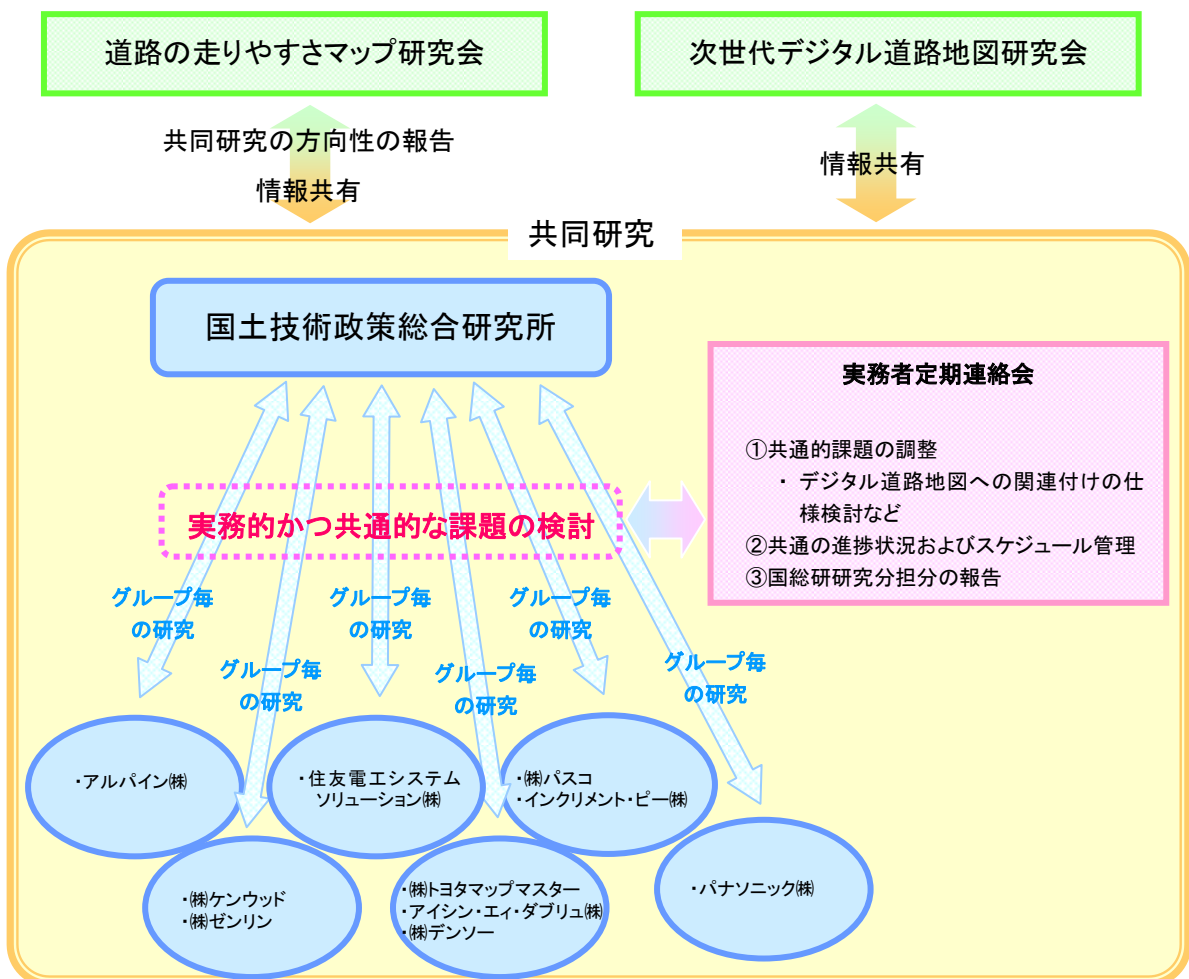 道路の走りやすさマップ研究会
次世代デジタル道路地図研究会
共同研究の方向性の報告
情報共有
情報共有
共同研究
国土技術政策総合研究所
実務者定期連絡会
①共通的課題の調整
・ デジタル道路地図への関連付けの仕
様検討など
②共通の進捗状況およびスケジュール管理
③国総研研究分担分の報告
実務的かつ共通的な課題の検討
グループ毎
の研究
グループ毎
の研究
グループ毎
の研究
グループ毎
の研究
グループ毎
の研究
グループ毎
の研究
・アルパイン㈱
・住友電工システム
ソリューション㈱
・㈱パスコ
・インクリメント・ピー㈱
・㈱ケンウッド
・㈱ゼンリン
・㈱トヨタマップマスター
・アイシン・エィ・ダブリュ㈱
・㈱デンソー
・パナソニック㈱